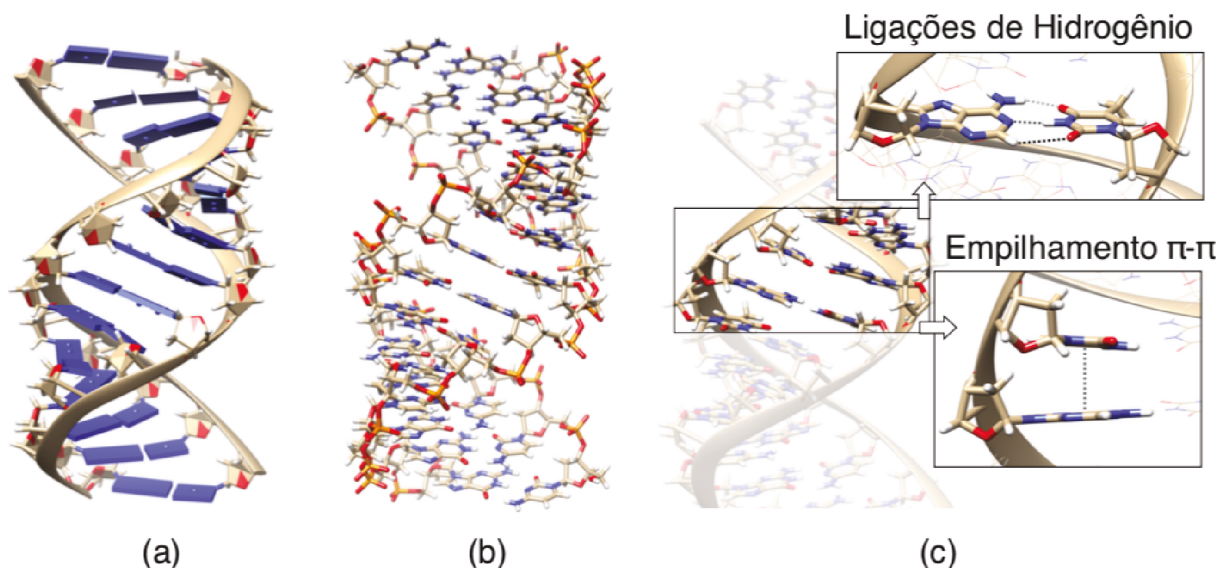 Ligações de Hidrogênio
Empilhamento π-π
(a)
(b)
(c)